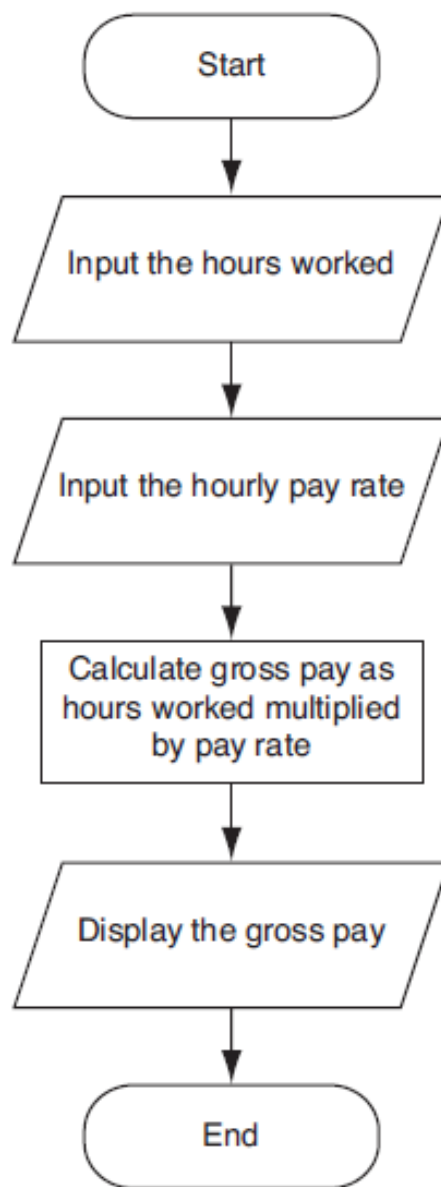 Start
Input the hours worked
Input the hourly pay rate
Calculate gross pay as
hours worked multiplied
by pay rate
Display the gross pay
End